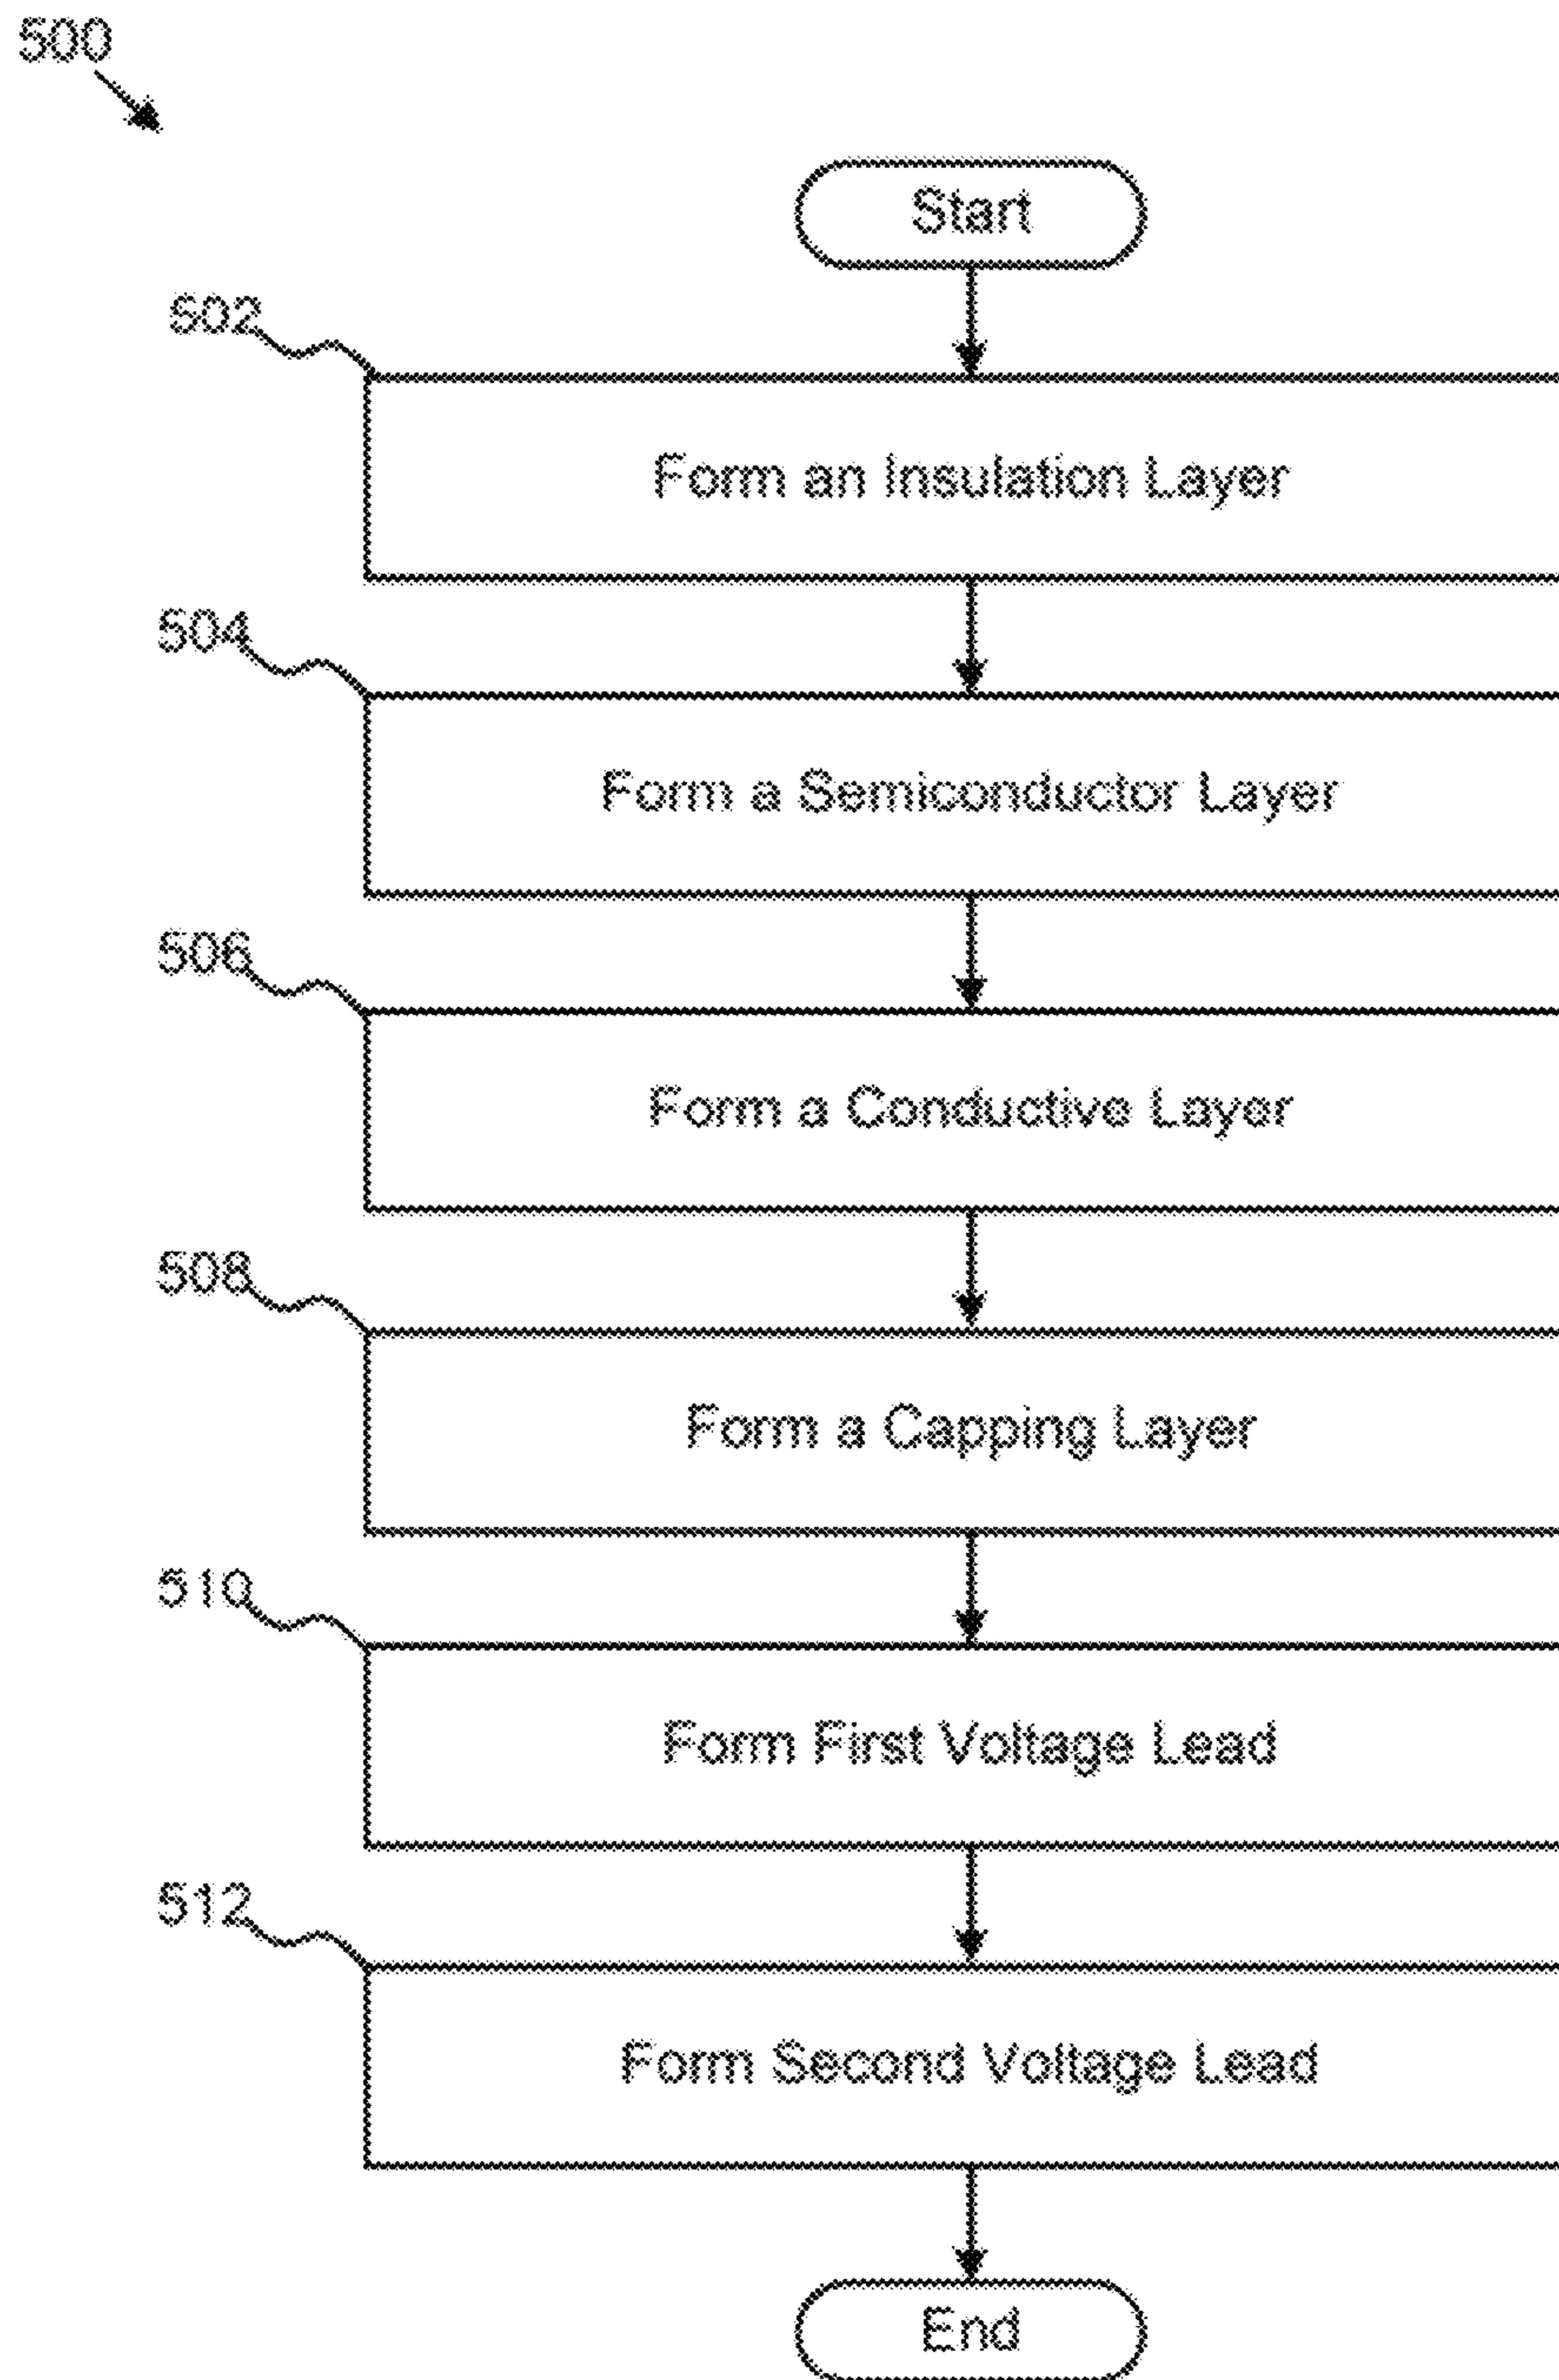 500
Start
502
Form an Insulation Layer
504
Form a Semiconductor Layer
506
Form a Conductive Layer
508
Form a Capping Layer
510
Form First Voltage Lead
512
Form Second Voltage Lead
End